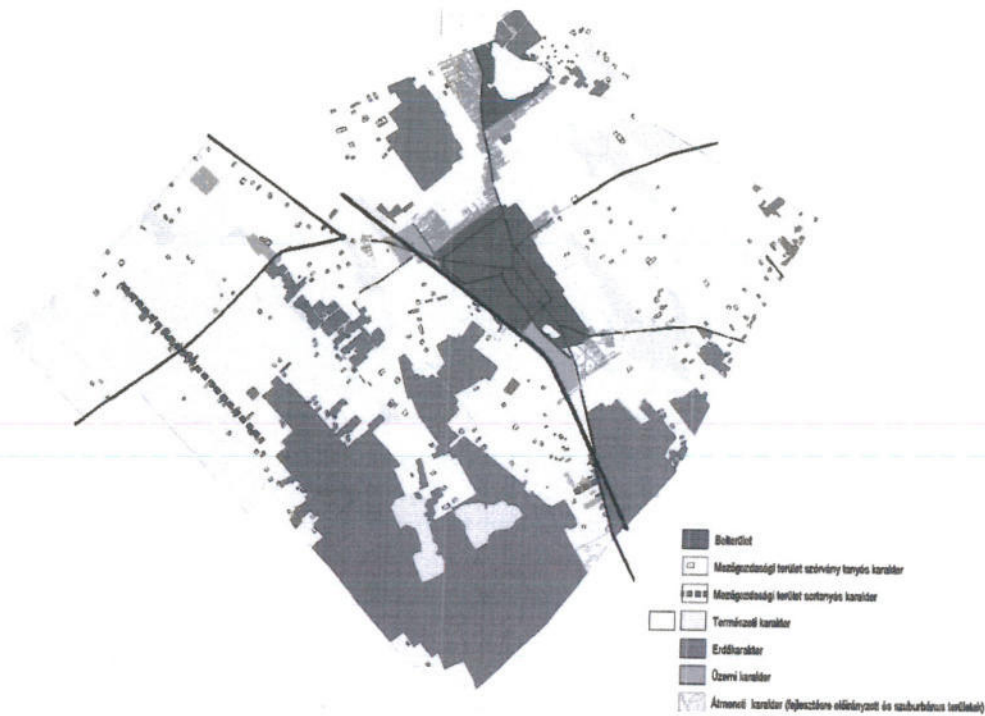 Belterület
Mezőgazdasági terület szórvány tanyás karakter
Mezőgazdasági terület sortanyás karakter
Természeti karakter
Erdőkarakter
Üzemi karakter
Átmeneti karakter (fejlesztésre előirányzott és szuburbánus területek)